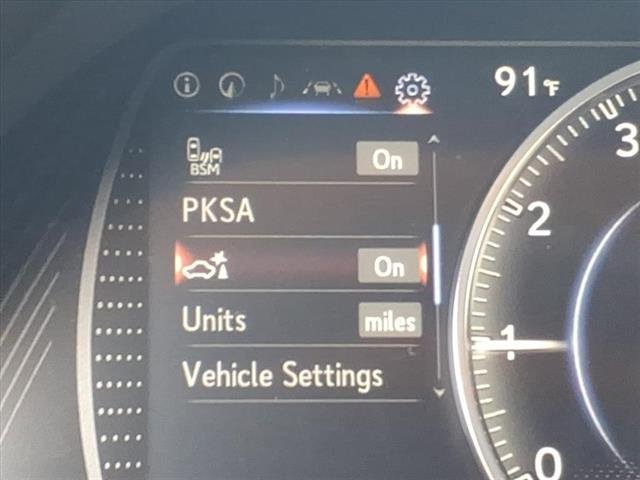 91°F
BSM On
PKSA
On
Units miles
Vehicle Settings
3
2
1
0